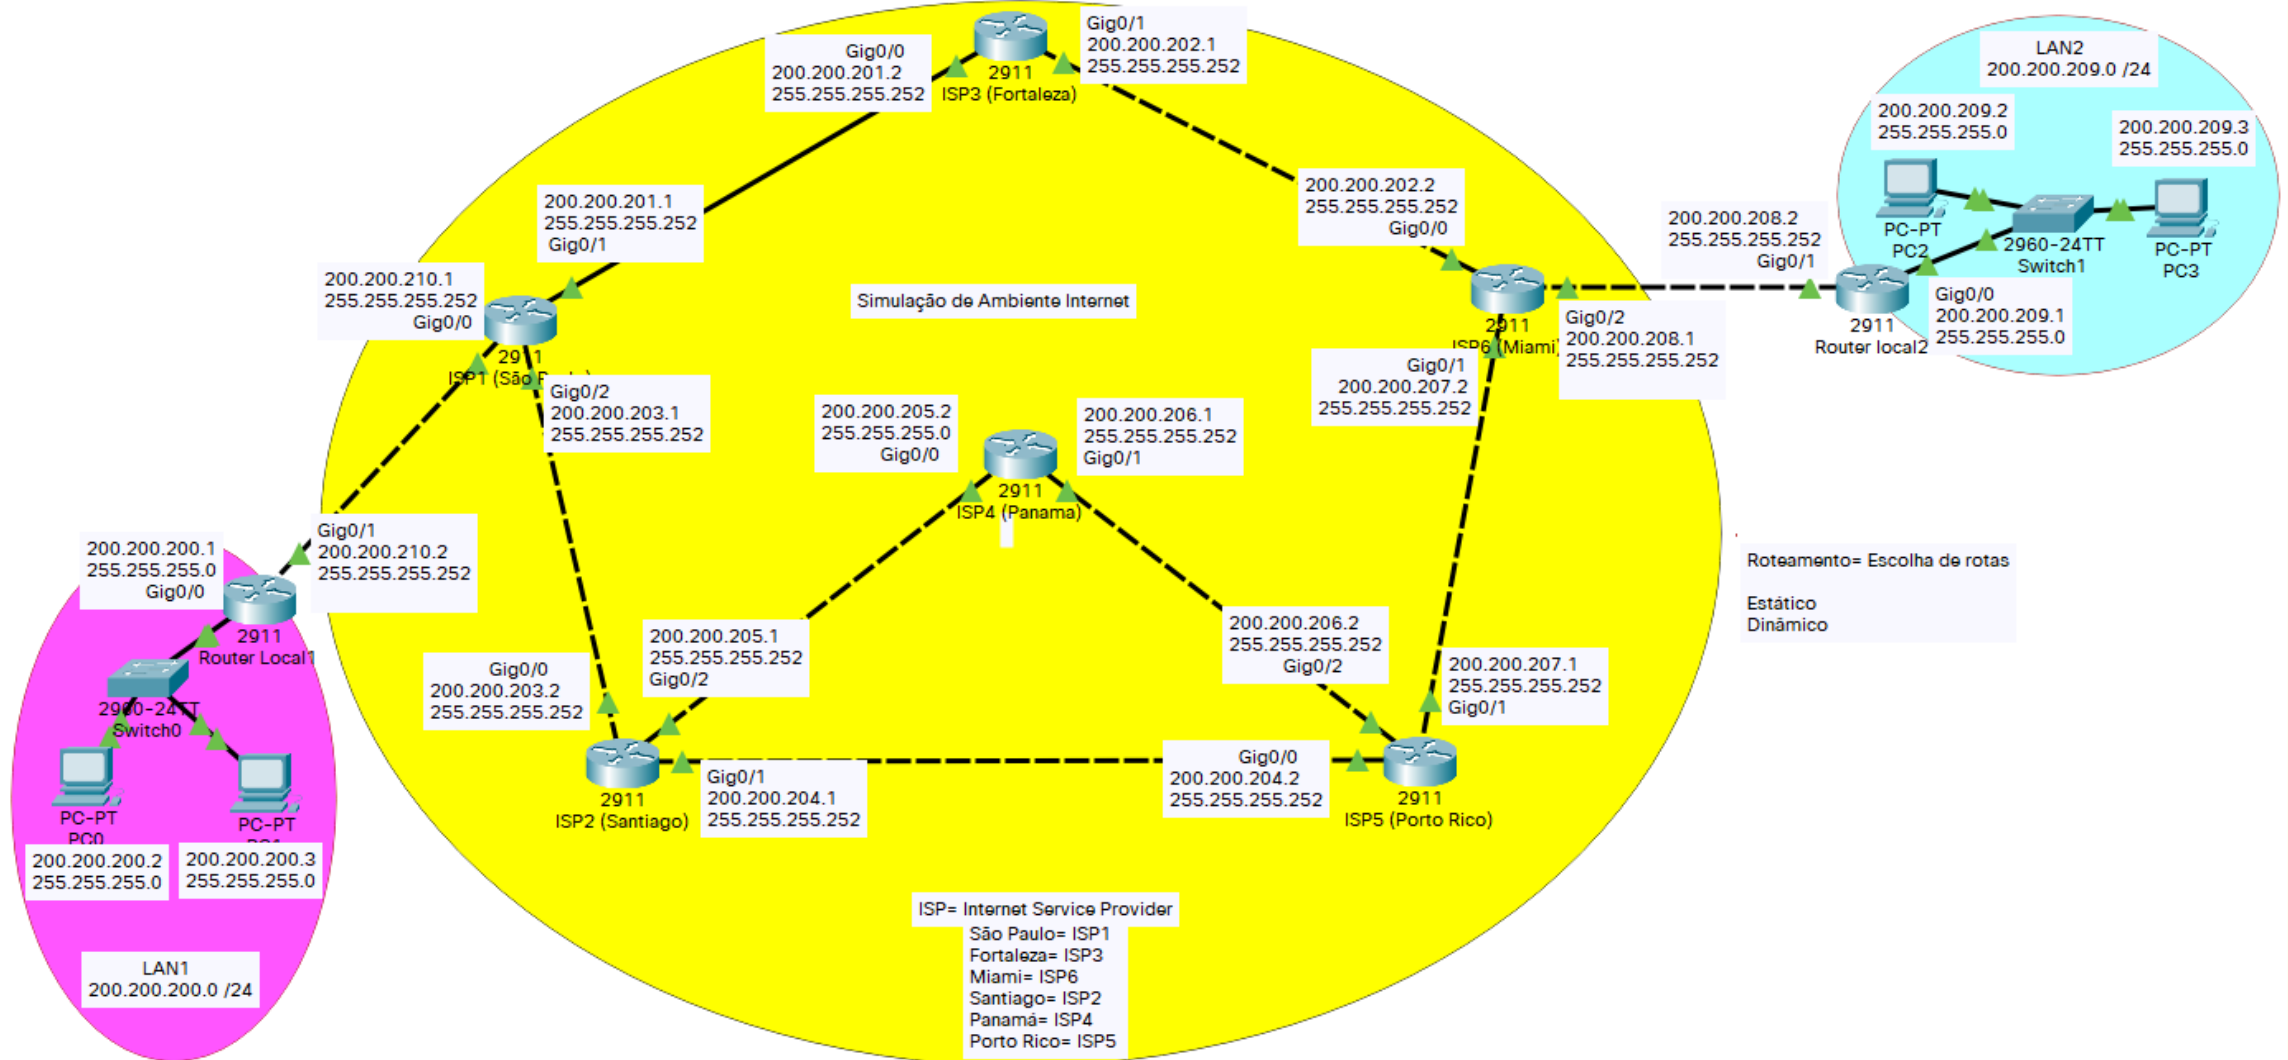 Gig0/1
200.200.202.1
255.255.255.252
Gig0/0
200.200.201.2
255.255.255.252
2911
ISP3 (Fortaleza)
LAN2
200.200.209.0 /24
200.200.209.2
255.255.255.0
200.200.209.3
255.255.255.0
PC-PT
PC2
2960-24TT
Switch1
PC-PT
PC3
200.200.202.2
255.255.255.252
Gig0/0
200.200.208.2
255.255.255.252
Gig0/1
200.200.201.1
255.255.255.252
Gig0/1
200.200.210.1
255.255.255.252
Gig0/0
Simulação de Ambiente Internet
2911
ISP1 (São
2911
ISP6 (Miami)
Gig0/2
200.200.208.1
255.255.255.252
2911
Router local2
Gig0/0
200.200.209.1
255.255.255.0
Gig0/2
200.200.203.1
255.255.255.252
Gig0/1
200.200.207.2
255.255.255.252
200.200.205.2
255.255.255.0
Gig0/0
200.200.206.1
255.255.255.252
Gig0/1
2911
ISP4 (Panama)
Gig0/1
200.200.210.2
255.255.255.252
200.200.200.1
255.255.255.0
Gig0/0
2911
Router Local1
Roteamento= Escolha de rotas
Estático
Dinâmico
200.200.205.1
255.255.255.252
Gig0/2
200.200.206.2
255.255.255.252
Gig0/2
Gig0/0
200.200.203.2
255.255.255.252
200.200.207.1
255.255.255.252
Gig0/1
2960-24TT
Switch0
Gig0/1
200.200.204.1
255.255.255.252
Gig0/0
200.200.204.2
255.255.255.252
2911
ISP2 (Santiago)
2911
ISP5 (Porto Rico)
PC-PT
PC0
PC-PT
200.200.200.2
255.255.255.0
200.200.200.3
255.255.255.0
LAN1
200.200.200.0 /24
ISP= Internet Service Provider
São Paulo= ISP1
Fortaleza= ISP3
Miami= ISP6
Santiago= ISP2
Panamá= ISP4
Porto Rico= ISP5